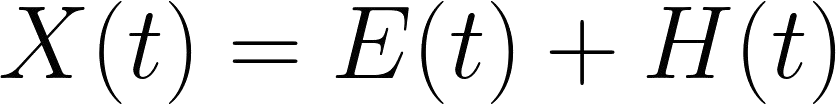 X(t) = E(t) + H(t)